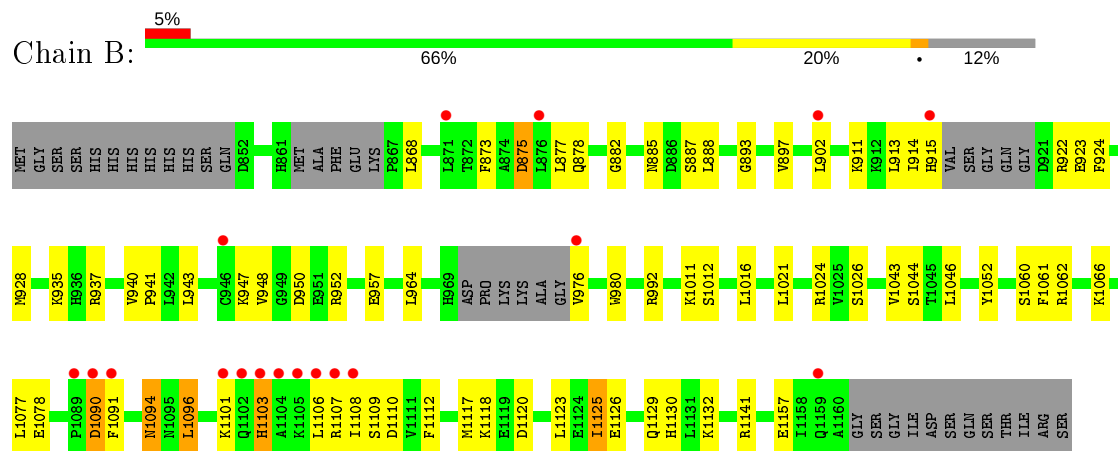 5%
Chain B:
66% 20% • 12%
MET GLY SER SER HIS HIS HIS HIS HIS HIS SER GLN D852 H861 MET ALA PHE GLU LYS P867 L868 L871 T872 F873 A874 D875 L876 L877 Q878 G882 N885 D886 S887 L888 G893 V897 L902 K911 K912 L913 I914 H915 VAL SER GLY GLN GLY D921 R922 E923 F924
M928 K935 H936 R937 V940 P941 L942 L943 C946 K947 V948 G949 D950 E951 R952 E957 L964 H969 ASP PRO LYS LYS ALA GLY V976 W980 R992 K1011 S1012 L1016 L1021 R1024 V1025 S1026 V1043 S1044 T1045 L1046 Y1052 S1060 F1061 R1062 K1066
L1077 E1078 P1089 D1090 F1091 N1094 N1095 L1096 K1101 Q1102 H1103 A1104 K1105 L1106 R1107 I1108 S1109 D1110 V1111 F1112 M1117 K1118 E1119 D1120 L1123 E1124 I1125 E1126 Q1129 H1130 L1131 K1132 R1141 E1157 I1158 Q1159 A1160 GLY SER GLY ILE ASP SER GLN SER THR ILE ARG SER